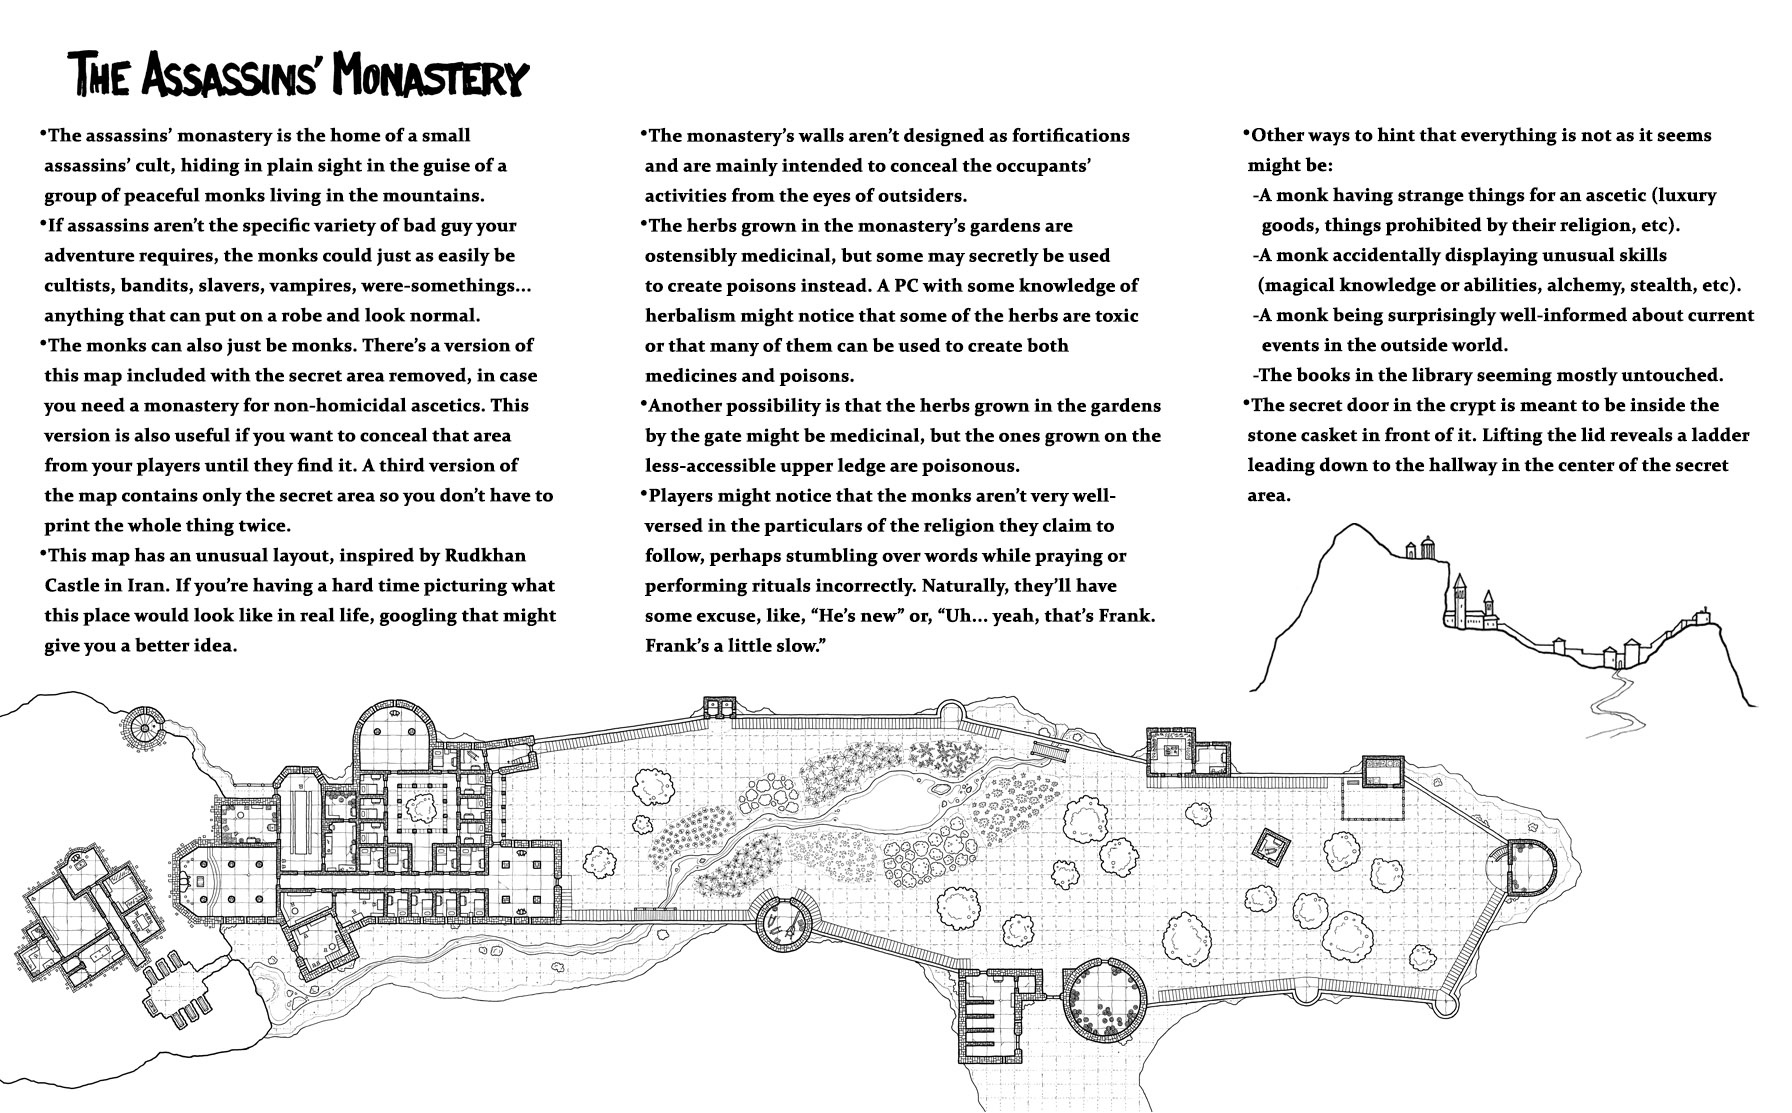 THE ASSASSINS' MONASTERY
•The assassins' monastery is the home of a small
assassins' cult, hiding in plain sight in the guise of a
group of peaceful monks living in the mountains.
•If assassins aren't the specific variety of bad guy your
adventure requires, the monks could just as easily be
cultists, bandits, slavers, vampires, were-somethings...
anything that can put on a robe and look normal.
•The monks can also just be monks. There's a version of
this map included with the secret area removed, in case
you need a monastery for non-homicidal ascetics. This
version is also useful if you want to conceal that area
from your players until they find it. A third version of
the map contains only the secret area so you don't have to
print the whole thing twice.
•This map has an unusual layout, inspired by Rudkhan
Castle in Iran. If you're having a hard time picturing what
this place would look like in real life, googling that might
give you a better idea.
•The monastery's walls aren't designed as fortifications
and are mainly intended to conceal the occupants'
activities from the eyes of outsiders.
•The herbs grown in the monastery's gardens are
ostensibly medicinal, but some may secretly be used
to create poisons instead. A PC with some knowledge of
herbalism might notice that some of the herbs are toxic
or that many of them can be used to create both
medicines and poisons.
•Another possibility is that the herbs grown in the gardens
by the gate might be medicinal, but the ones grown on the
less-accessible upper ledge are poisonous.
•Players might notice that the monks aren't very well-
versed in the particulars of the religion they claim to
follow, perhaps stumbling over words while praying or
performing rituals incorrectly. Naturally, they'll have
some excuse, like, “He's new” or, “Uh... yeah, that's Frank.
Frank's a little slow.”
•Other ways to hint that everything is not as it seems
might be:
-A monk having strange things for an ascetic (luxury
goods, things prohibited by their religion, etc).
-A monk accidentally displaying unusual skills
(magical knowledge or abilities, alchemy, stealth, etc).
-A monk being surprisingly well-informed about current
events in the outside world.
-The books in the library seeming mostly untouched.
•The secret door in the crypt is meant to be inside the
stone casket in front of it. Lifting the lid reveals a ladder
leading down to the hallway in the center of the secret
area.